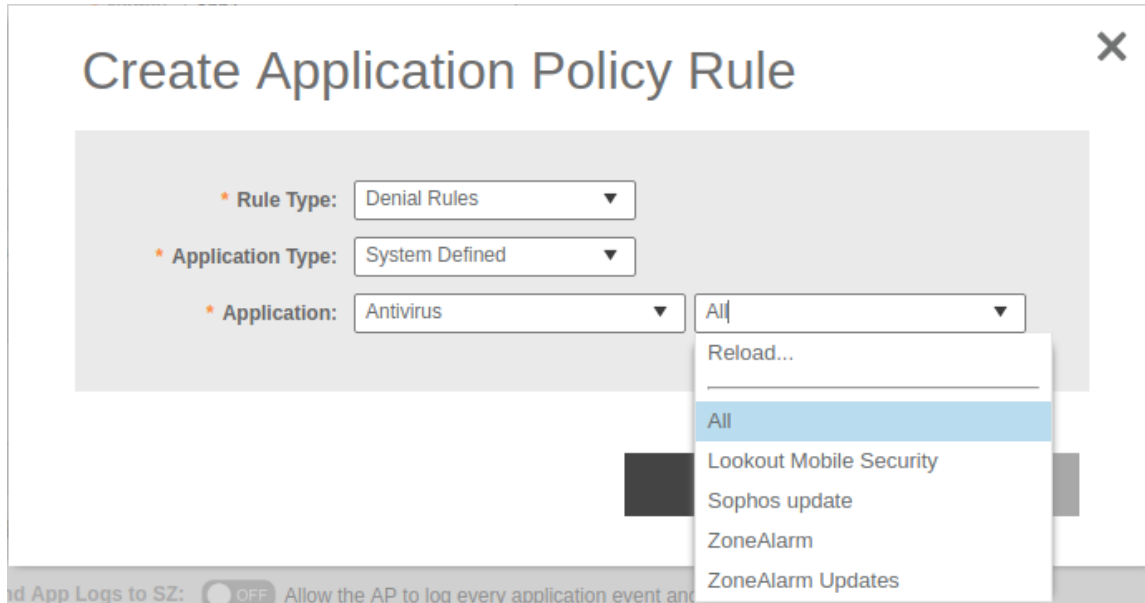 Create Application Policy Rule
* Rule Type: Denial Rules
* Application Type: System Defined
* Application: Antivirus All
Reload...
All
Lookout Mobile Security
Sophos update
ZoneAlarm
ZoneAlarm Updates
nd App Logs to SZ: OFF Allow the AP to log every application event and